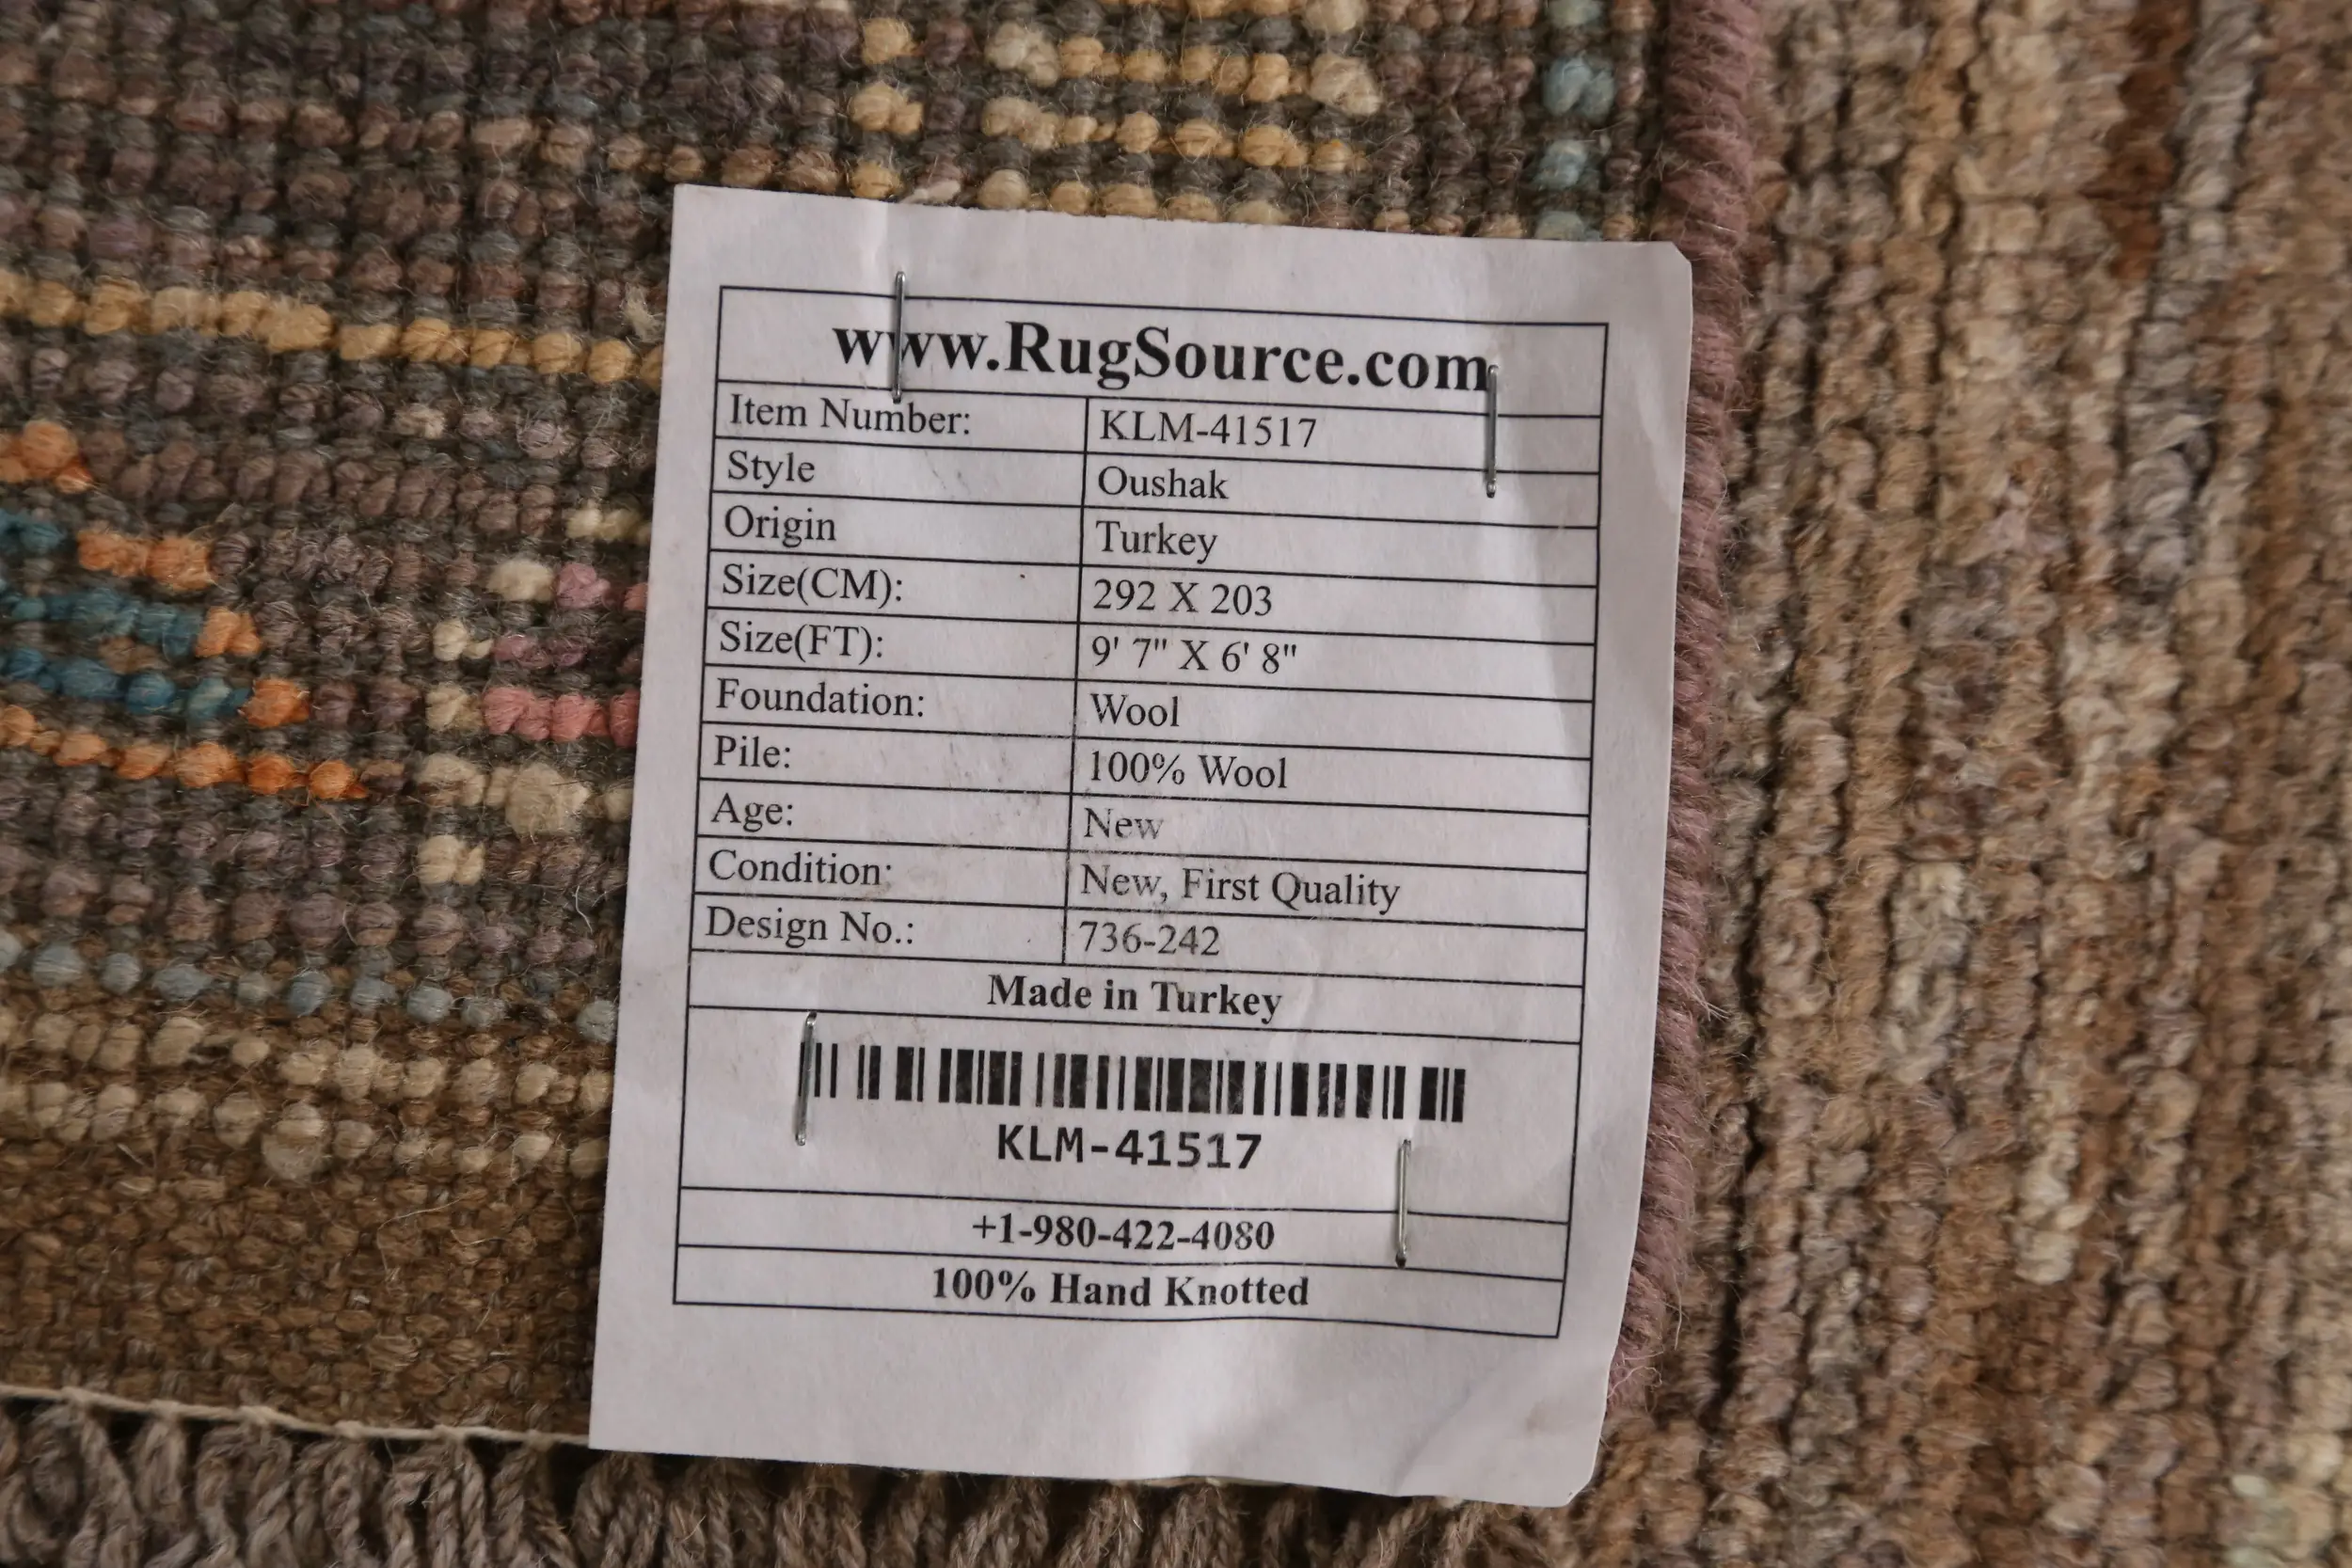 www.RugSource.com
Item Number: KLM-41517
Style Oushak
Origin Turkey
Size(CM): 292 X 203
Size(FT): 9' 7" X 6' 8"
Foundation: Wool
Pile: 100% Wool
Age: New
Condition: New, First Quality
Design No.: 736-242
Made in Turkey
KLM-41517
+1-980-422-4080
100% Hand Knotted